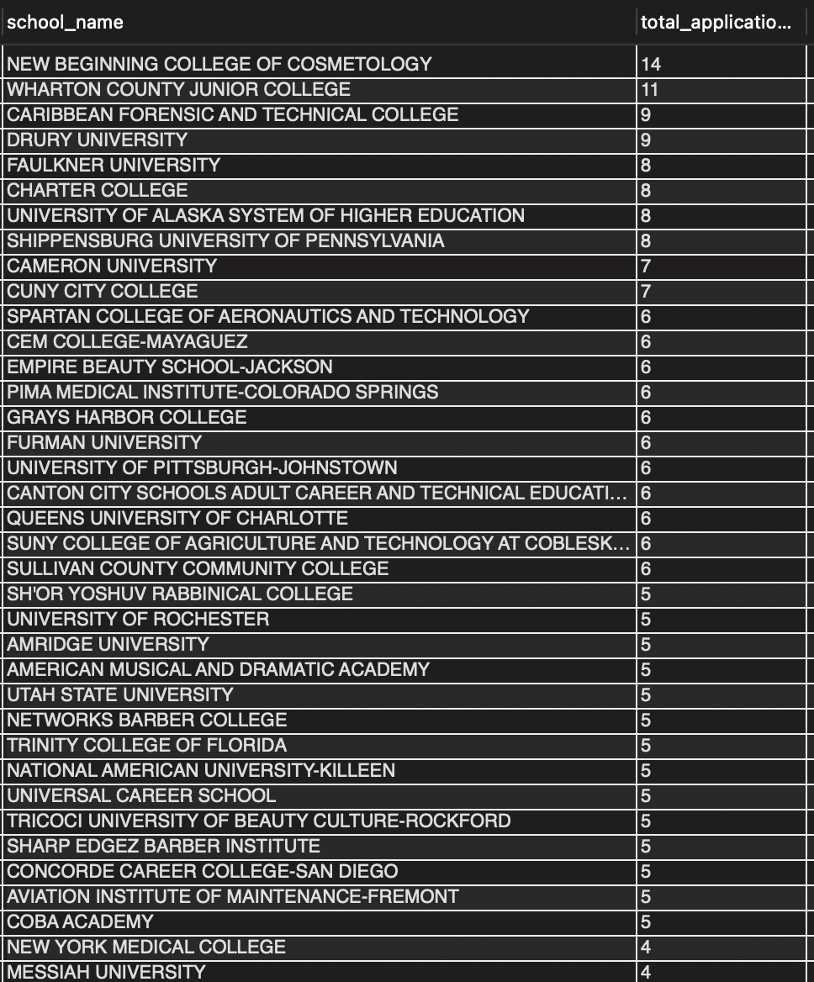 school_name total_applicatio...
NEW BEGINNING COLLEGE OF COSMETOLOGY 14
WHARTON COUNTY JUNIOR COLLEGE 11
CARIBBEAN FORENSIC AND TECHNICAL COLLEGE 9
DRURY UNIVERSITY 9
FAULKNER UNIVERSITY 8
CHARTER COLLEGE 8
UNIVERSITY OF ALASKA SYSTEM OF HIGHER EDUCATION 8
SHIPPENSBURG UNIVERSITY OF PENNSYLVANIA 8
CAMERON UNIVERSITY 7
CUNY CITY COLLEGE 7
SPARTAN COLLEGE OF AERONAUTICS AND TECHNOLOGY 6
CEM COLLEGE-MAYAGUEZ 6
EMPIRE BEAUTY SCHOOL-JACKSON 6
PIMA MEDICAL INSTITUTE-COLORADO SPRINGS 6
GRAYS HARBOR COLLEGE 6
FURMAN UNIVERSITY 6
UNIVERSITY OF PITTSBURGH-JOHNSTOWN 6
CANTON CITY SCHOOLS ADULT CAREER AND TECHNICAL EDUCATI... 6
QUEENS UNIVERSITY OF CHARLOTTE 6
SUNY COLLEGE OF AGRICULTURE AND TECHNOLOGY AT COBLESK... 6
SULLIVAN COUNTY COMMUNITY COLLEGE 6
SH'OR YOSHUV RABBINICAL COLLEGE 5
UNIVERSITY OF ROCHESTER 5
AMRIDGE UNIVERSITY 5
AMERICAN MUSICAL AND DRAMATIC ACADEMY 5
UTAH STATE UNIVERSITY 5
NETWORKS BARBER COLLEGE 5
TRINITY COLLEGE OF FLORIDA 5
NATIONAL AMERICAN UNIVERSITY-KILLEEN 5
UNIVERSAL CAREER SCHOOL 5
TRICOCI UNIVERSITY OF BEAUTY CULTURE-ROCKFORD 5
SHARP EDGEZ BARBER INSTITUTE 5
CONCORDE CAREER COLLEGE-SAN DIEGO 5
AVIATION INSTITUTE OF MAINTENANCE-FREMONT 5
COBA ACADEMY 5
NEW YORK MEDICAL COLLEGE 4
MESSIAH UNIVERSITY 4